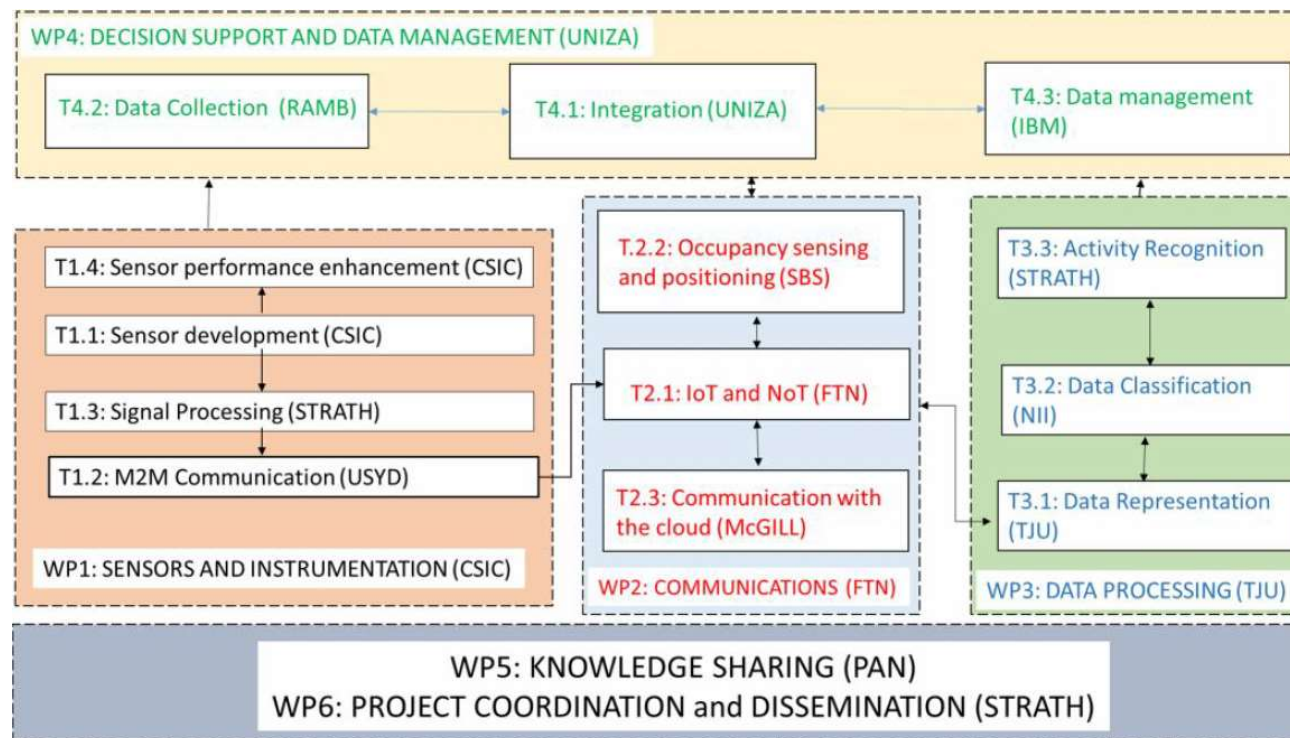 WP4: DECISION SUPPORT AND DATA MANAGEMENT (UNIZA)
T4.2: Data Collection (RAMB)
T4.1: Integration (UNIZA)
T4.3: Data management
(IBM)
T1.4: Sensor performance enhancement (CSIC)
T1.1: Sensor development (CSIC)
T1.3: Signal Processing (STRATH)
T1.2: M2M Communication (USYD)
WP1: SENSORS AND INSTRUMENTATION (CSIC)
T.2.2: Occupancy sensing
and positioning (SBS)
T2.1: IoT and NoT (FTN)
T2.3: Communication with
the cloud (McGILL)
WP2: COMMUNICATIONS (FTN)
T3.3: Activity Recognition
(STRATH)
T3.2: Data Classification
(NII)
T3.1: Data Representation
(TJU)
WP3: DATA PROCESSING (TJU)
WP5: KNOWLEDGE SHARING (PAN)
WP6: PROJECT COORDINATION and DISSEMINATION (STRATH)